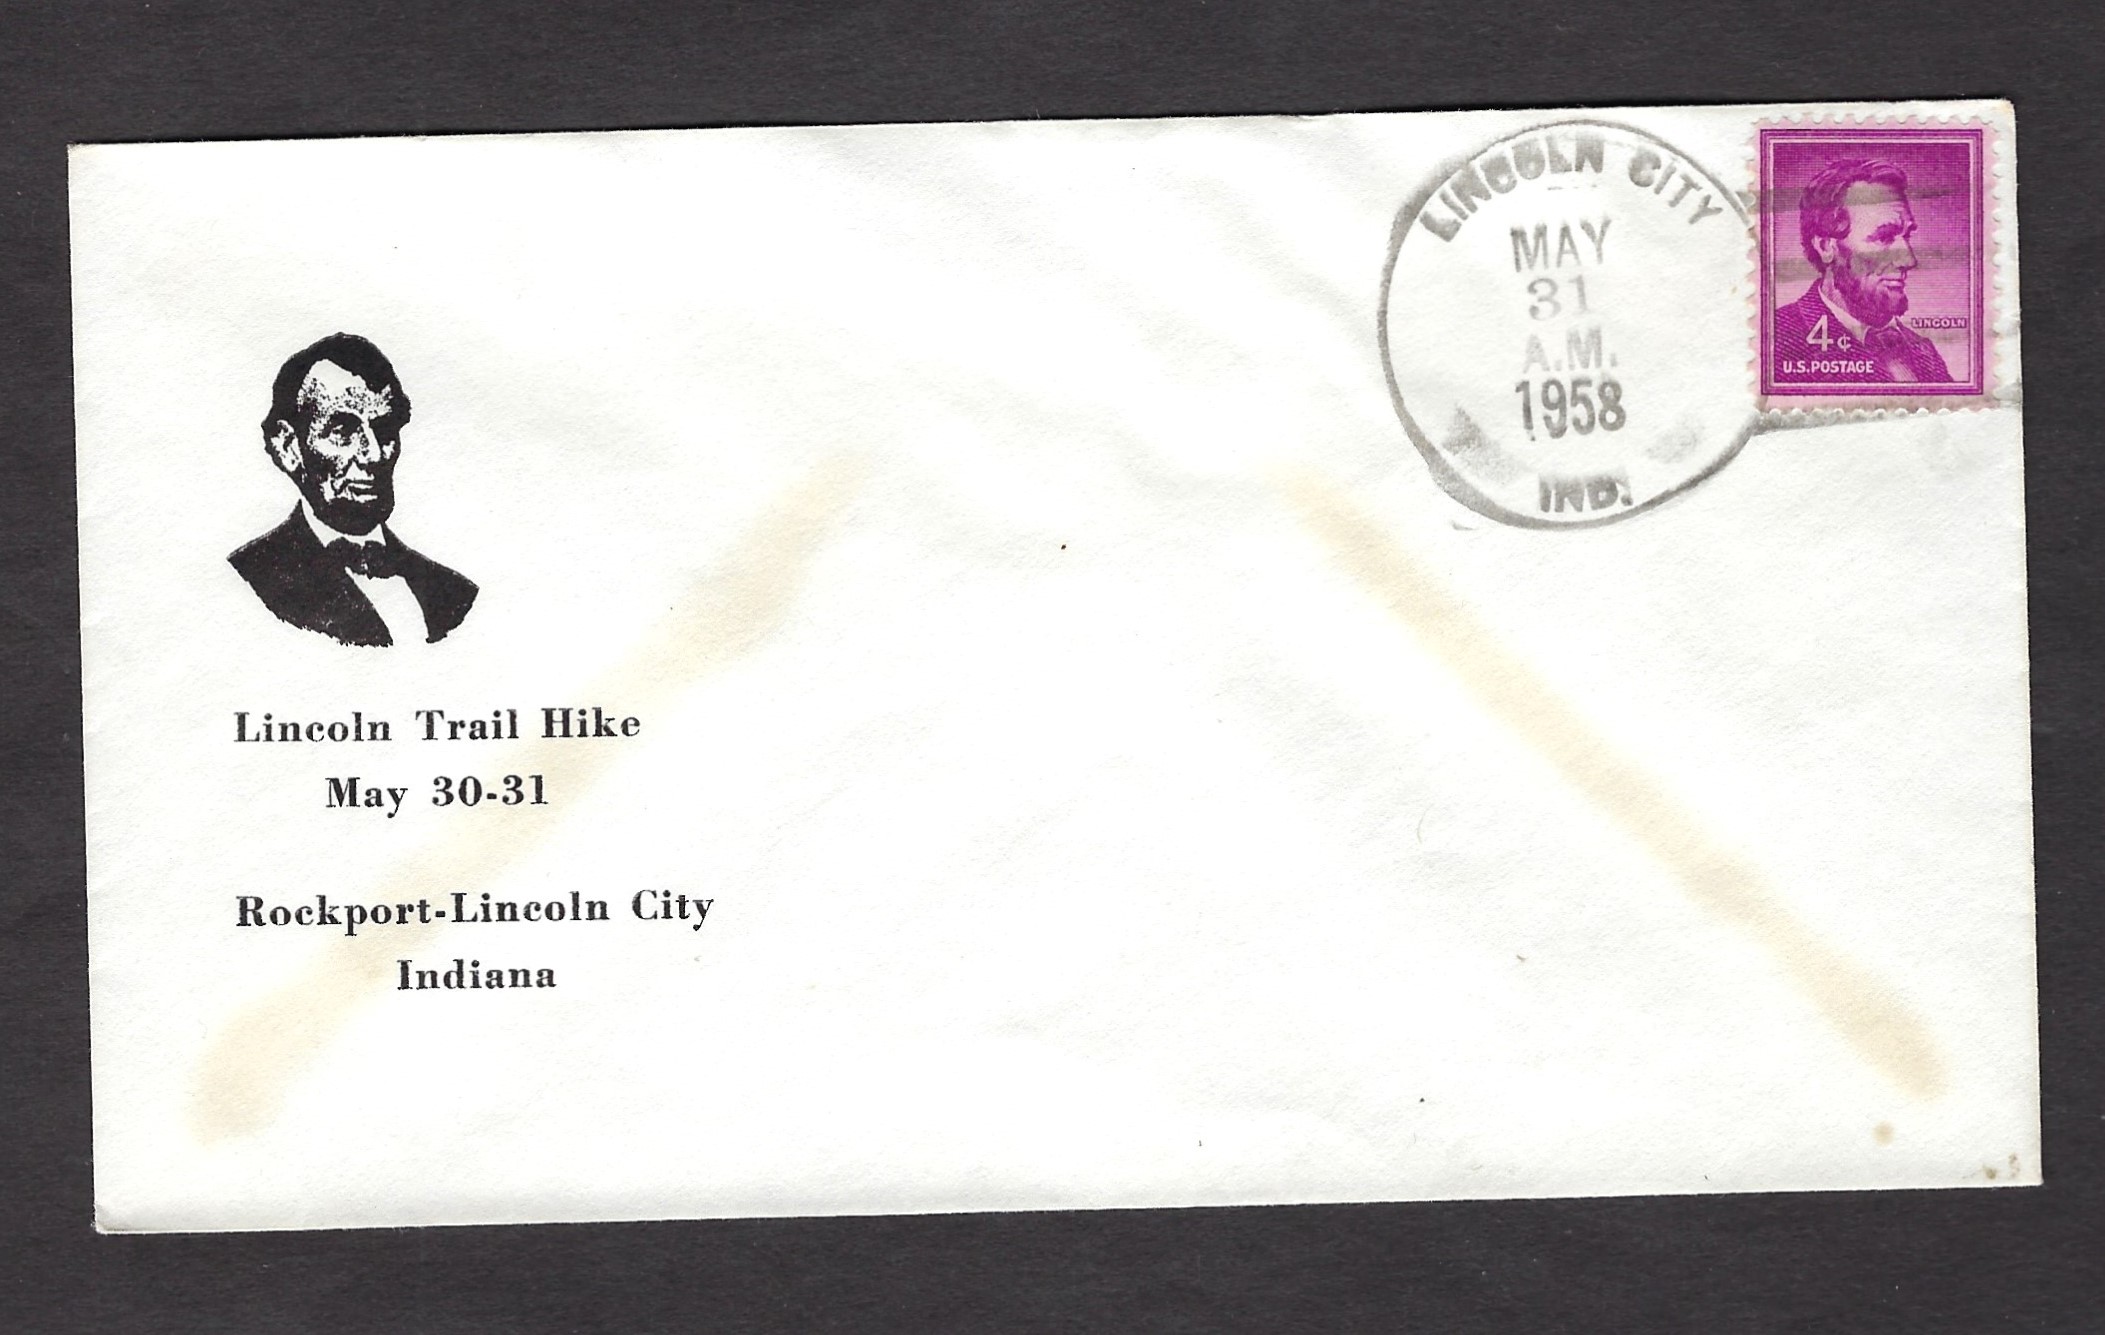 LINCOLN CITY
MAY
31
A.M.
1958
IND.
LINCOLN
4¢
U.S. POSTAGE
Lincoln Trail Hike
May 30-31
Rockport-Lincoln City
Indiana